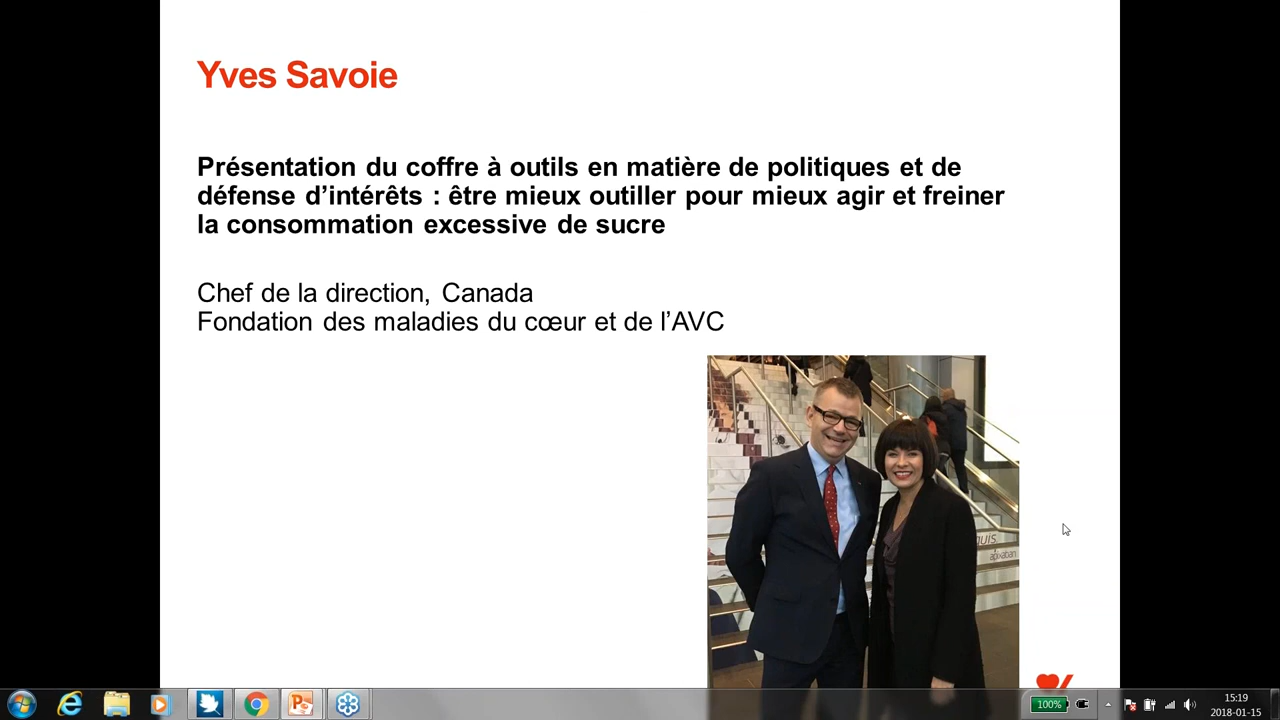 Yves Savoie
Présentation du coffre à outils en matière de politiques et de
défense d’intérêts : être mieux outiller pour mieux agir et freiner
la consommation excessive de sucre
Chef de la direction, Canada
Fondation des maladies du cœur et de l’AVC
apixaban
100%
15:19
2018-01-15